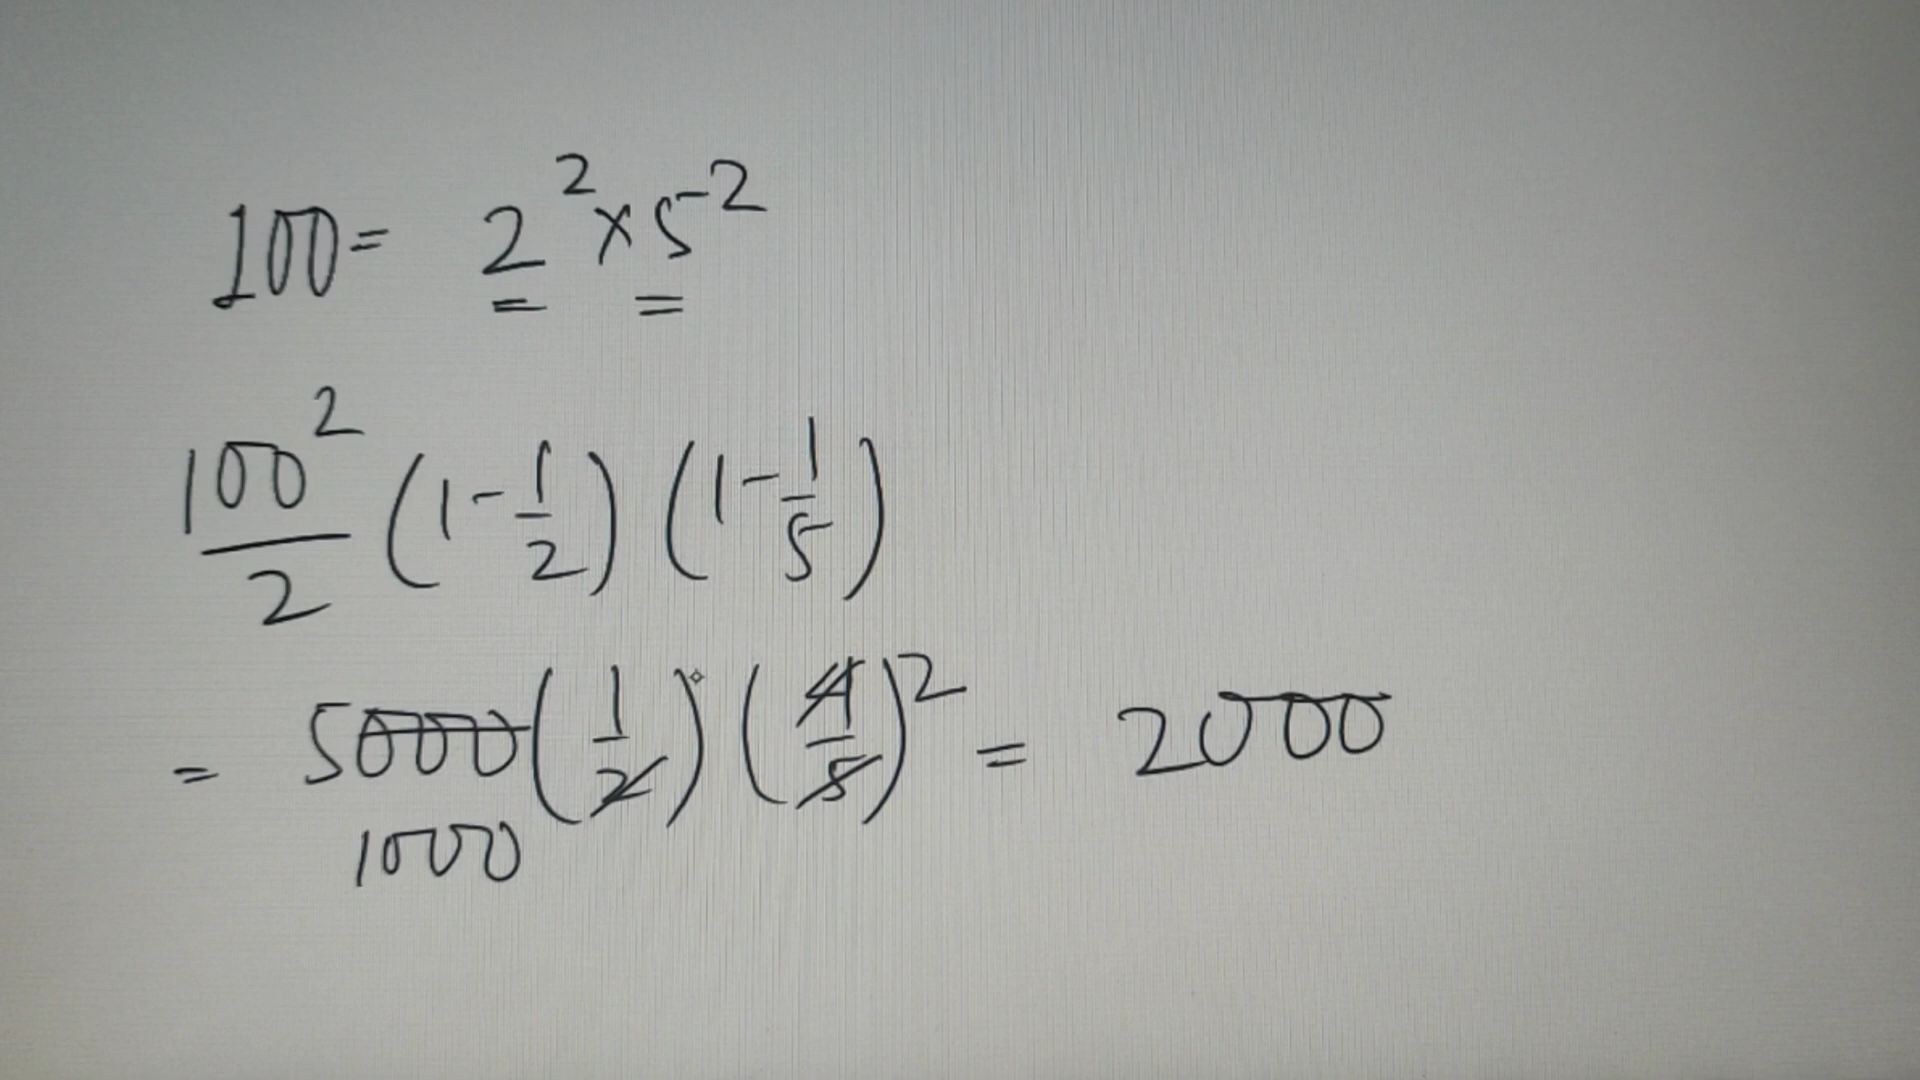 100 = 2² × 5⁻²
100²/2 (1 - 1/2) (1 - 1/5)
= 5000 (1/2) (4/5)² = 2000
1000